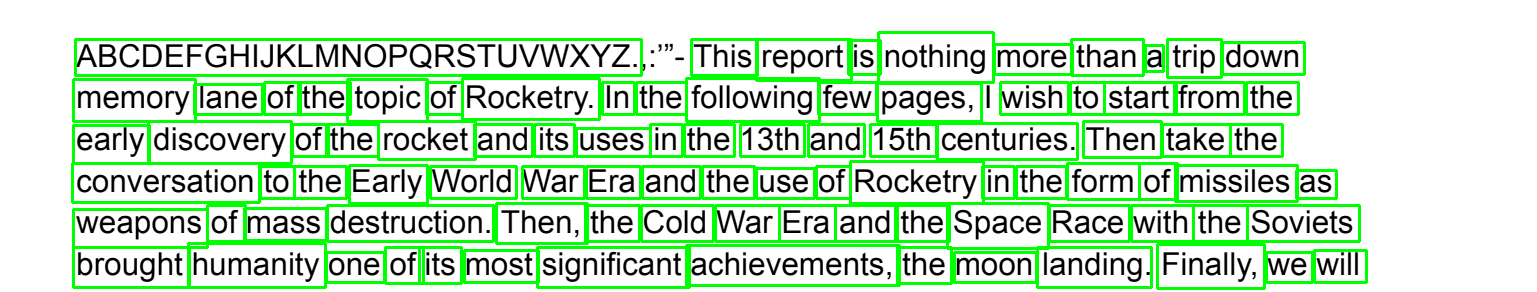 ABCDEFGHIJKLMNOPQRSTUVWXYZ.,:'”- This report is nothing more than a trip down
memory lane of the topic of Rocketry. In the following few pages, I wish to start from the
early discovery of the rocket and its uses in the 13th and 15th centuries. Then take the
conversation to the Early World War Era and the use of Rocketry in the form of missiles as
weapons of mass destruction. Then, the Cold War Era and the Space Race with the Soviets
brought humanity one of its most significant achievements, the moon landing. Finally, we will